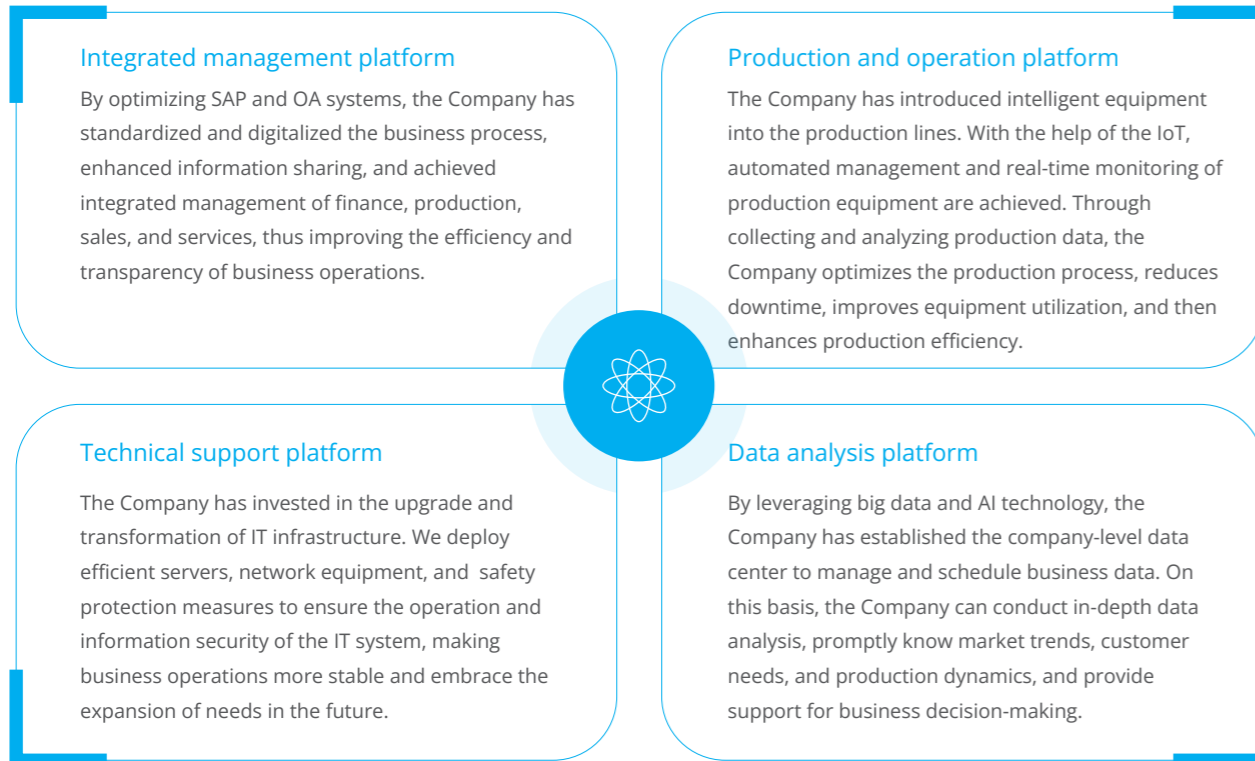 Integrated management platform
By optimizing SAP and OA systems, the Company has
standardized and digitalized the business process,
enhanced information sharing, and achieved
integrated management of finance, production,
sales, and services, thus improving the efficiency and
transparency of business operations.
Production and operation platform
The Company has introduced intelligent equipment
into the production lines. With the help of the IoT,
automated management and real-time monitoring of
production equipment are achieved. Through
collecting and analyzing production data, the
Company optimizes the production process, reduces
downtime, improves equipment utilization, and then
enhances production efficiency.
Technical support platform
The Company has invested in the upgrade and
transformation of IT infrastructure. We deploy
efficient servers, network equipment, and safety
protection measures to ensure the operation and
information security of the IT system, making
business operations more stable and embrace the
expansion of needs in the future.
Data analysis platform
By leveraging big data and AI technology, the
Company has established the company-level data
center to manage and schedule business data. On
this basis, the Company can conduct in-depth data
analysis, promptly know market trends, customer
needs, and production dynamics, and provide
support for business decision-making.